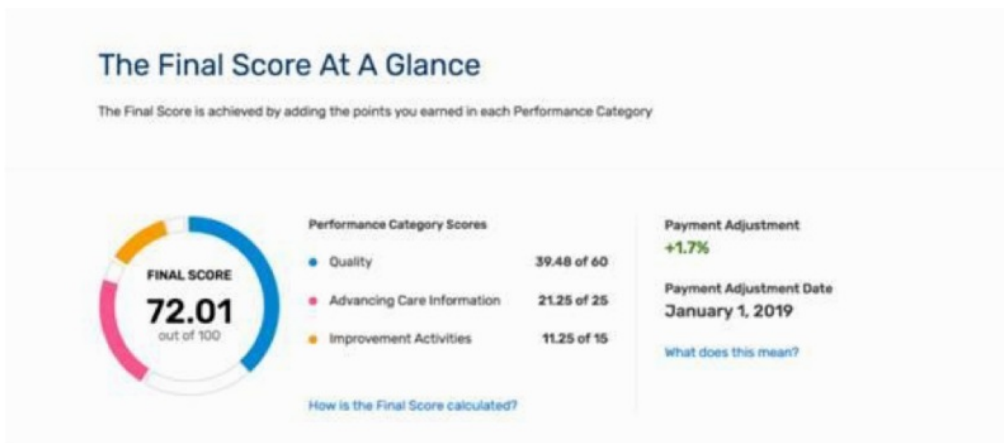 The Final Score At A Glance
The Final Score is achieved by adding the points you earned in each Performance Category
FINAL SCORE
72.01
out of 100
Performance Category Scores
Quality 39.48 of 60
Advancing Care Information 21.25 of 25
Improvement Activities 11.25 of 15
How is the Final Score calculated?
Payment Adjustment
+1.7%
Payment Adjustment Date
January 1, 2019
What does this mean?